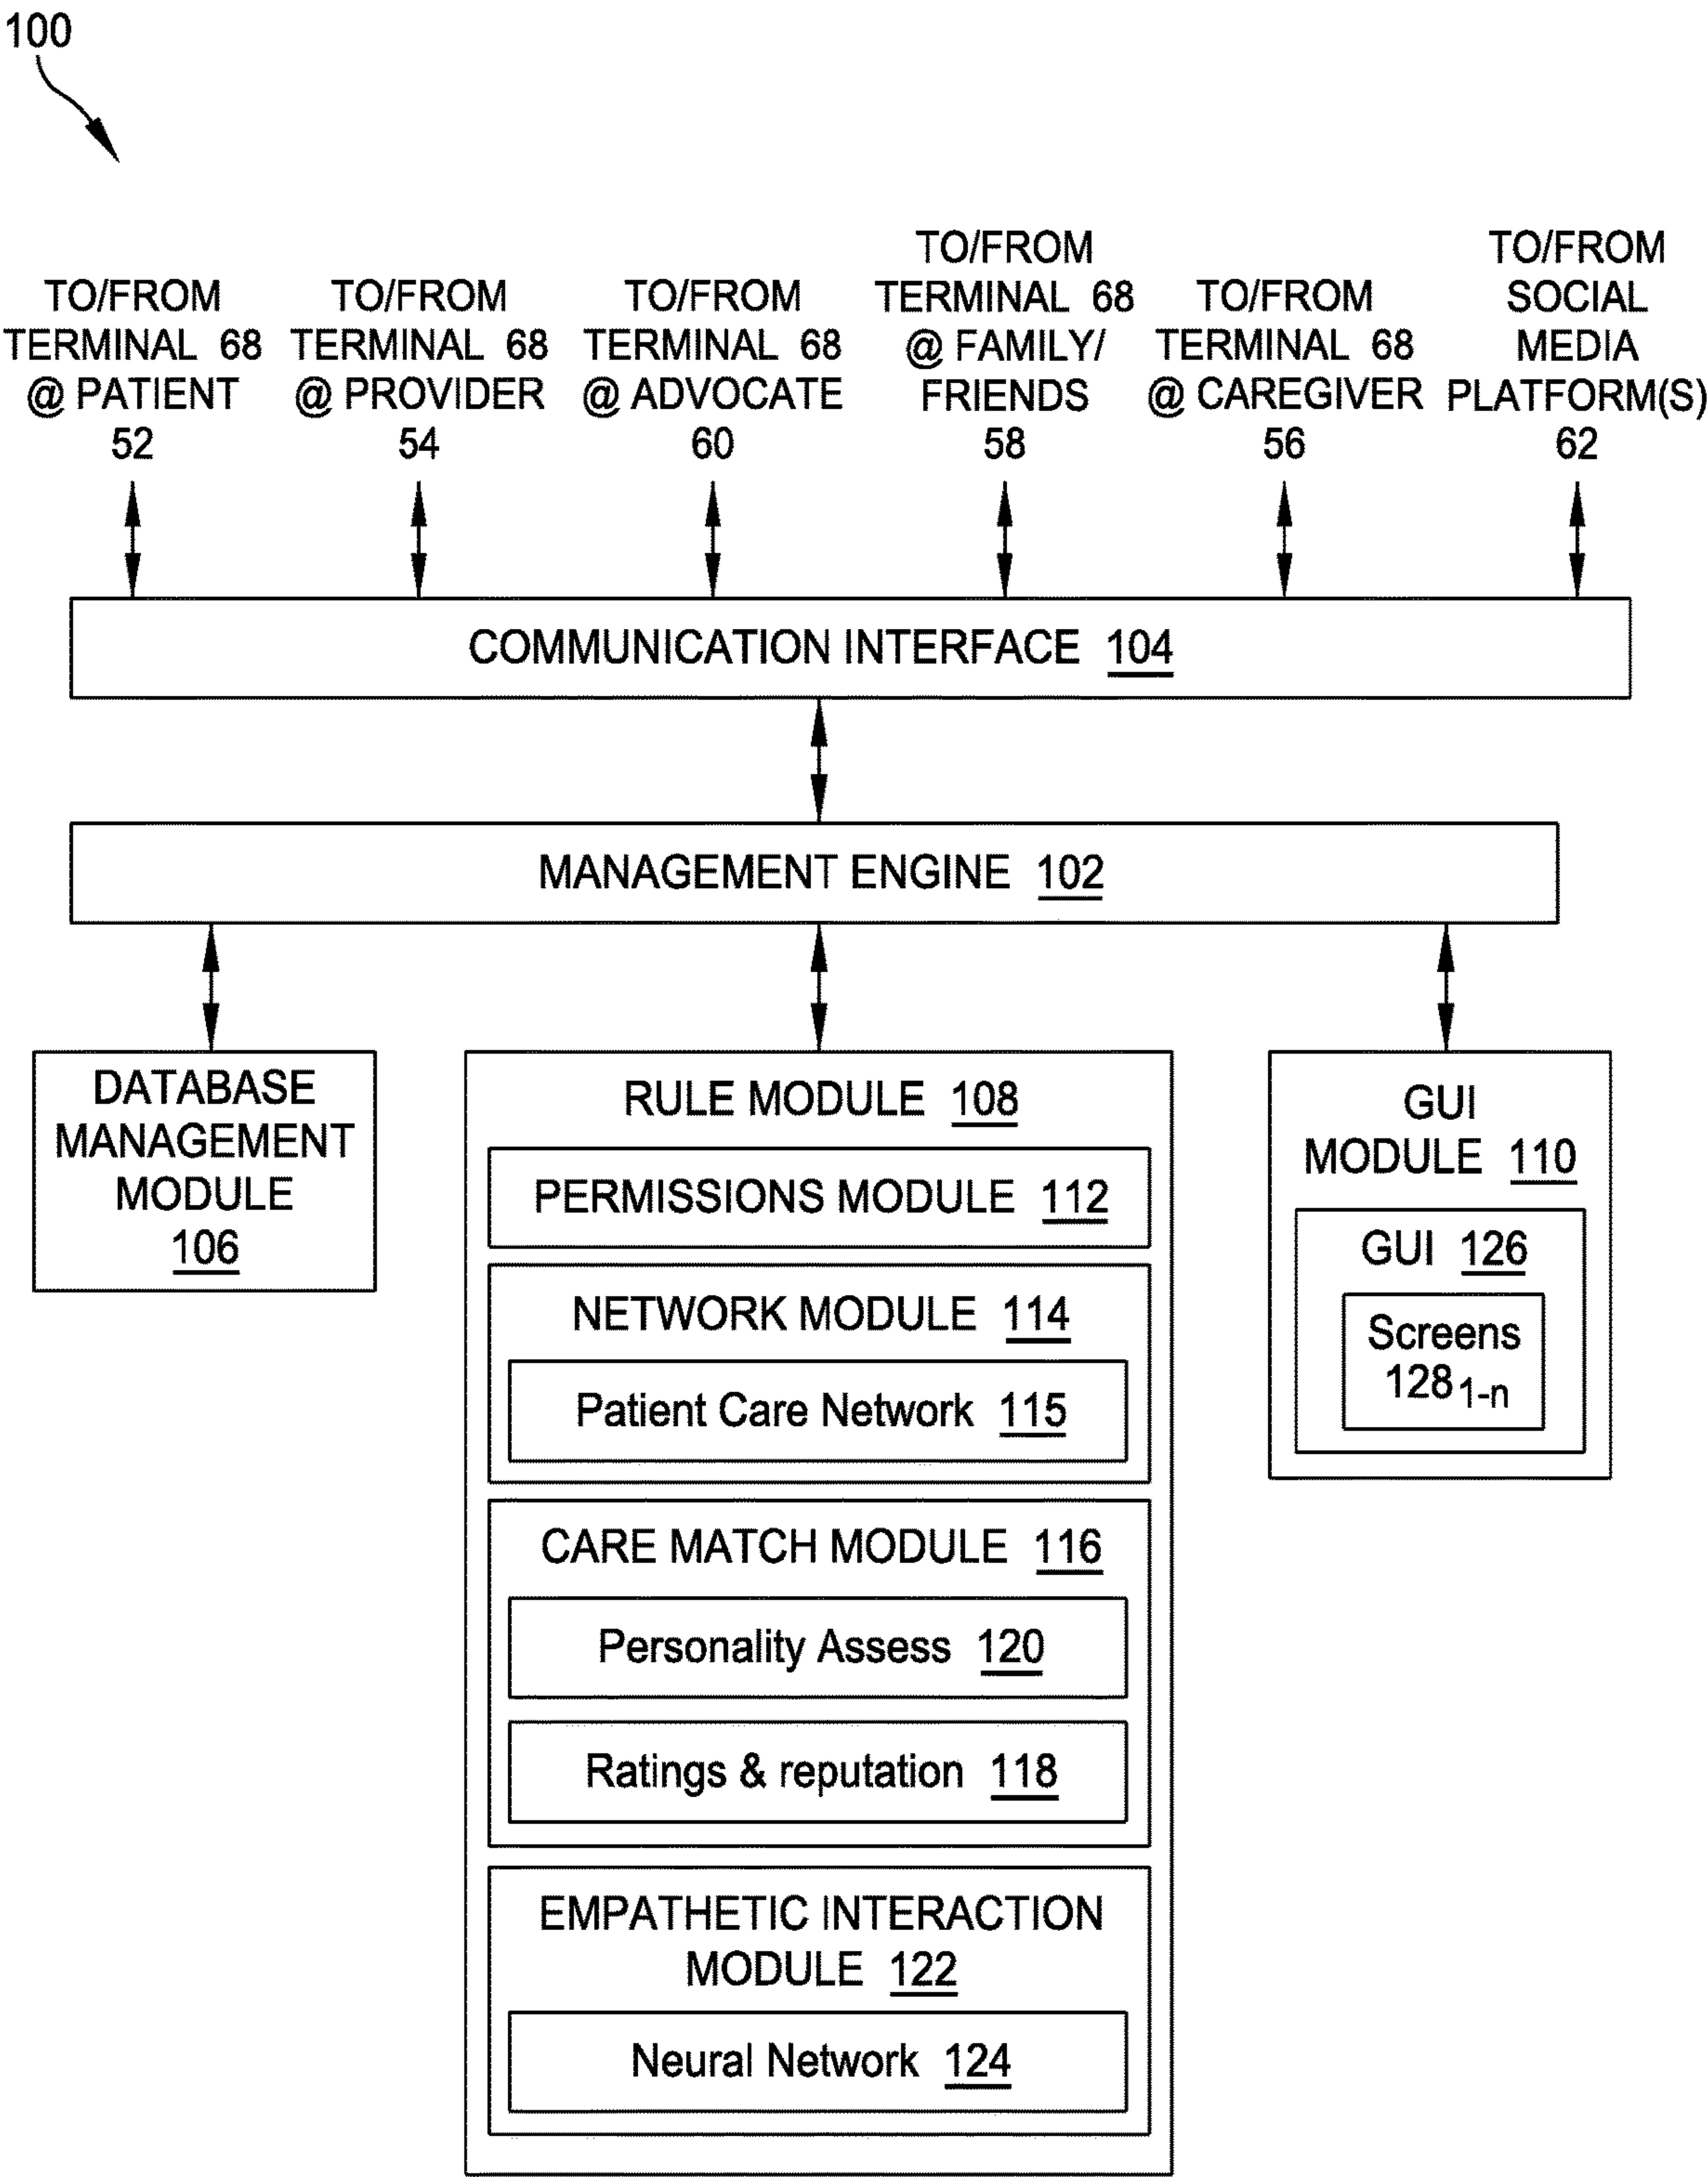 100
TO/FROM
TERMINAL 68
@ PATIENT
52
TO/FROM
TERMINAL 68
@ PROVIDER
54
TO/FROM
TERMINAL 68
@ ADVOCATE
60
TO/FROM
TERMINAL 68
@ FAMILY/
FRIENDS
58
TO/FROM
TERMINAL 68
@ CAREGIVER
56
TO/FROM
SOCIAL
MEDIA
PLATFORM(S)
62
COMMUNICATION INTERFACE 104
MANAGEMENT ENGINE 102
DATABASE
MANAGEMENT
MODULE
106
RULE MODULE 108
PERMISSIONS MODULE 112
NETWORK MODULE 114
Patient Care Network 115
CARE MATCH MODULE 116
Personality Assess 120
Ratings & reputation 118
EMPATHETIC INTERACTION
MODULE 122
Neural Network 124
GUI
MODULE 110
GUI 126
Screens
128 1-n